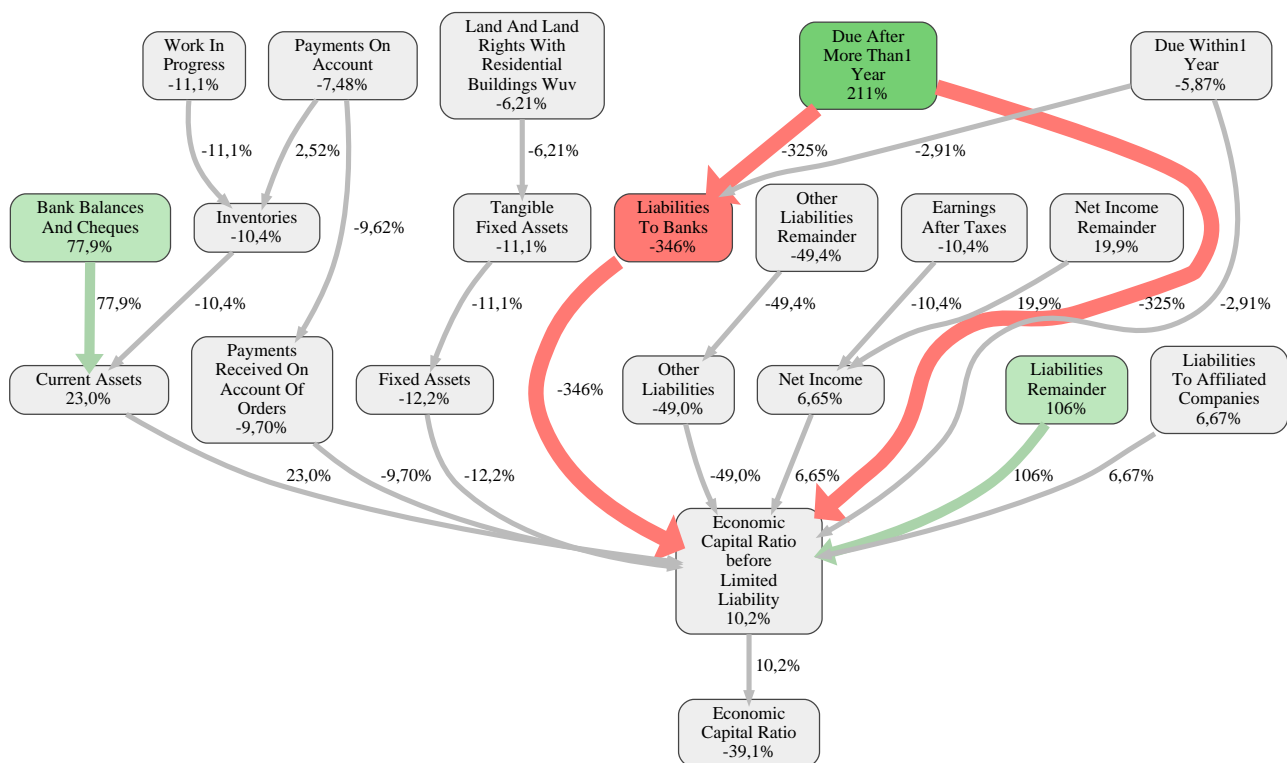 Work In
Progress
-11,1%
Payments On
Account
-7,48%
Land And Land
Rights With
Residential
Buildings Wuv
-6,21%
Due After
More Than1
Year
211%
Due Within1
Year
-5,87%
-11,1%
2,52%
-6,21%
-325%
-2,91%
Bank Balances
And Cheques
77,9%
Inventories
-10,4%
-9,62%
Tangible
Fixed Assets
-11,1%
Liabilities
To Banks
-346%
Other
Liabilities
Remainder
-49,4%
Earnings
After Taxes
-10,4%
Net Income
Remainder
19,9%
77,9%
-10,4%
-11,1%
-49,4%
-10,4%
19,9%
-325%
-2,91%
Current Assets
23,0%
Payments
Received On
Account Of
Orders
-9,70%
Fixed Assets
-12,2%
-346%
Other
Liabilities
-49,0%
Net Income
6,65%
Liabilities
Remainder
106%
Liabilities
To Affiliated
Companies
6,67%
23,0%
-9,70%
-12,2%
-49,0%
6,65%
106%
6,67%
Economic
Capital Ratio
before
Limited
Liability
10,2%
10,2%
Economic
Capital Ratio
-39,1%